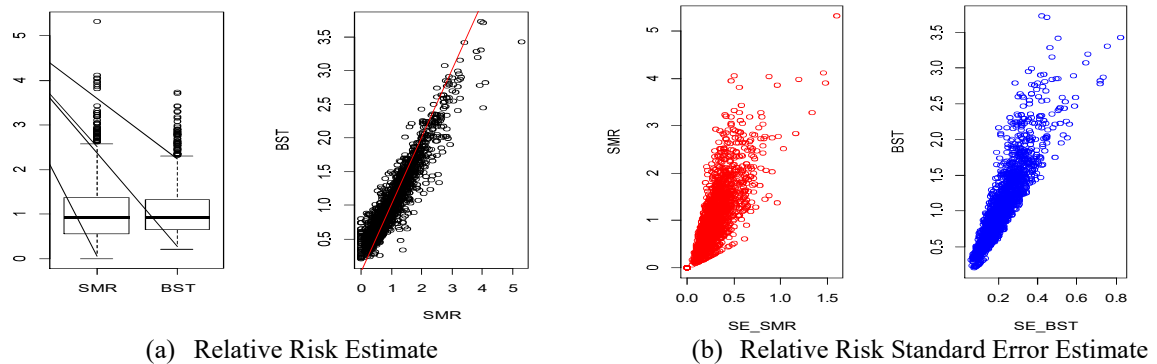 0 1 2 3 4 5
SMR BST
BST
0.5 1.0 1.5 2.0 2.5 3.0 3.5
0 1 2 3 4 5
SMR
SMR
0 1 2 3 4 5
0.0 0.5 1.0 1.5
SE_SMR
BST
0.5 1.0 1.5 2.0 2.5 3.0 3.5
0.2 0.4 0.6 0.8
SE_BST
(a) Relative Risk Estimate
(b) Relative Risk Standard Error Estimate